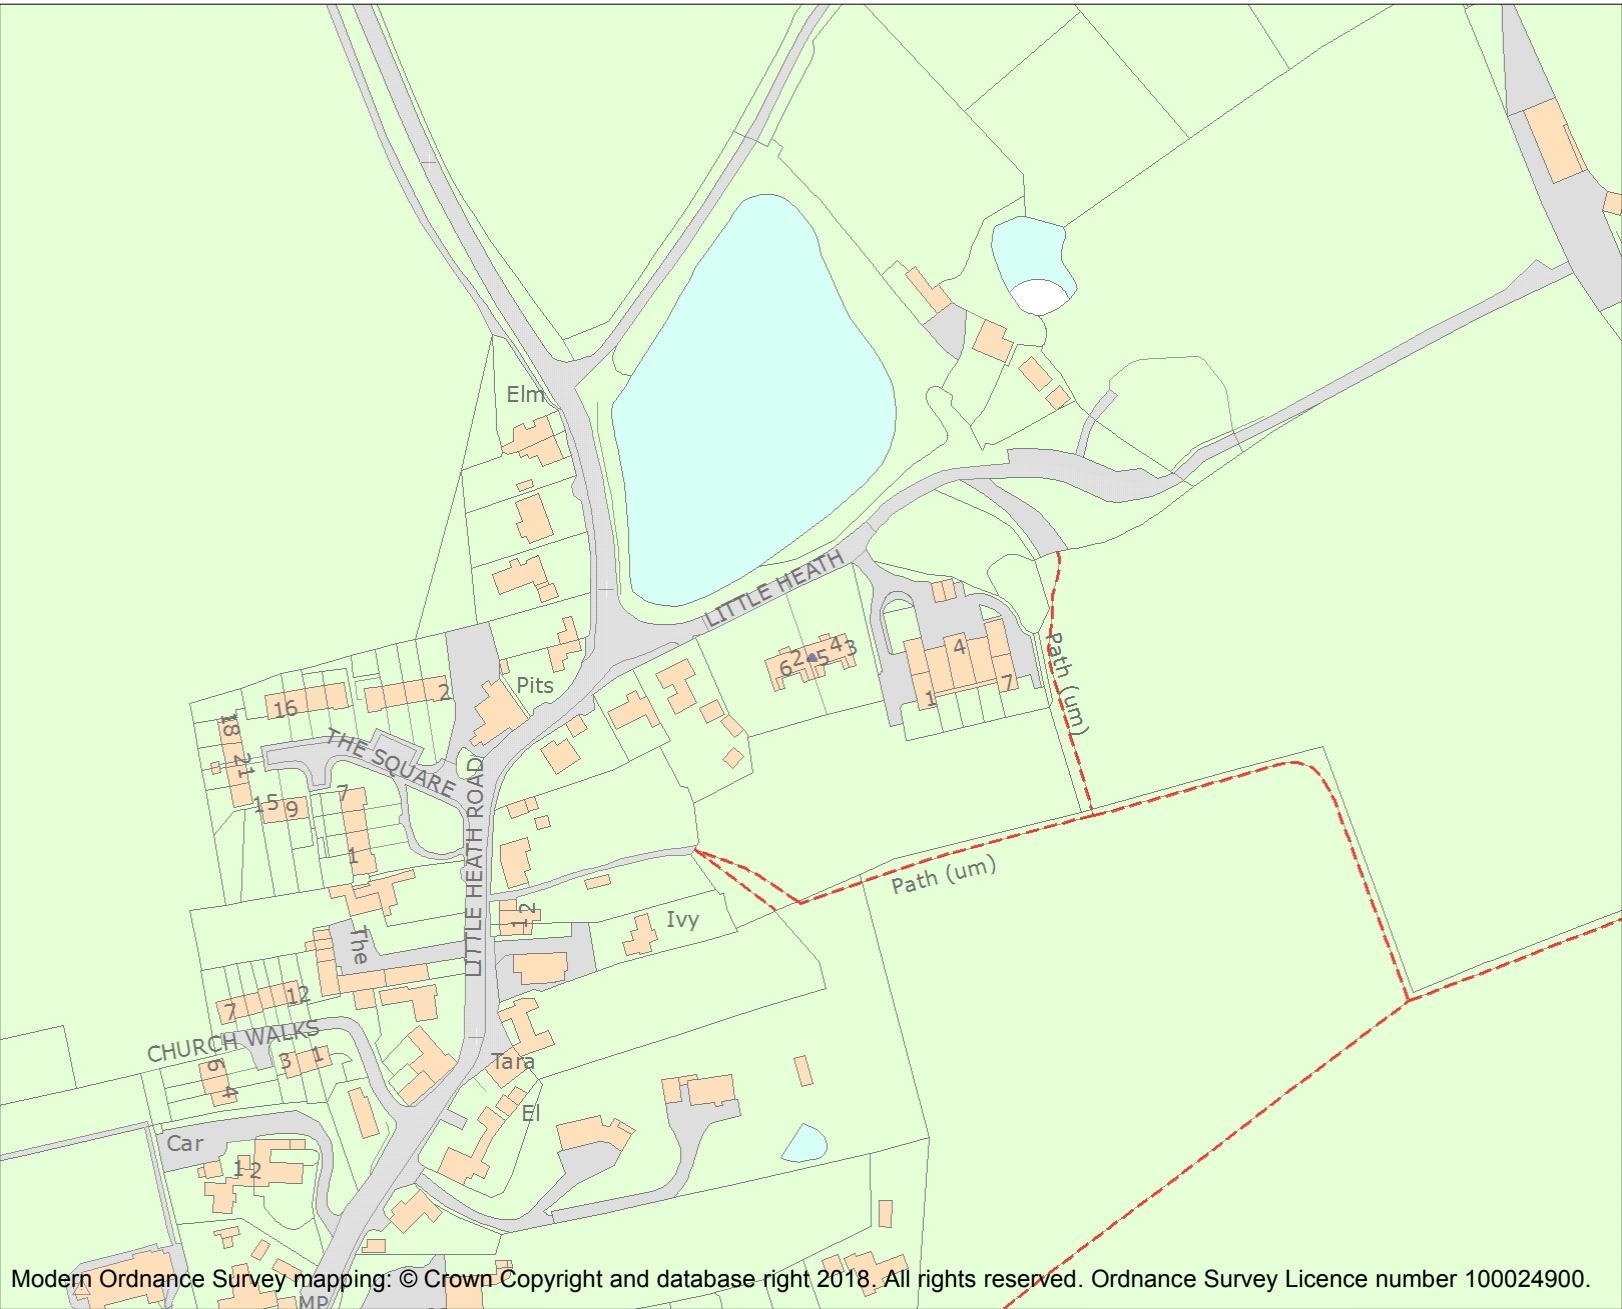 Elm
LITTLE HEATH
6 2 5 4 3
4
1
7
Path (um)
Pits
2
16
18
21
THE SQUARE
15 9
7
1
LITTLE HEATH ROAD
Path (um)
Ivy
12
The
7
12
CHURCH WALKS
3 1
6
4
Tara
El
Car
1 2
MP
Modern Ordnance Survey mapping: © Crown Copyright and database right 2018. All rights reserved. Ordnance Survey Licence number 100024900.